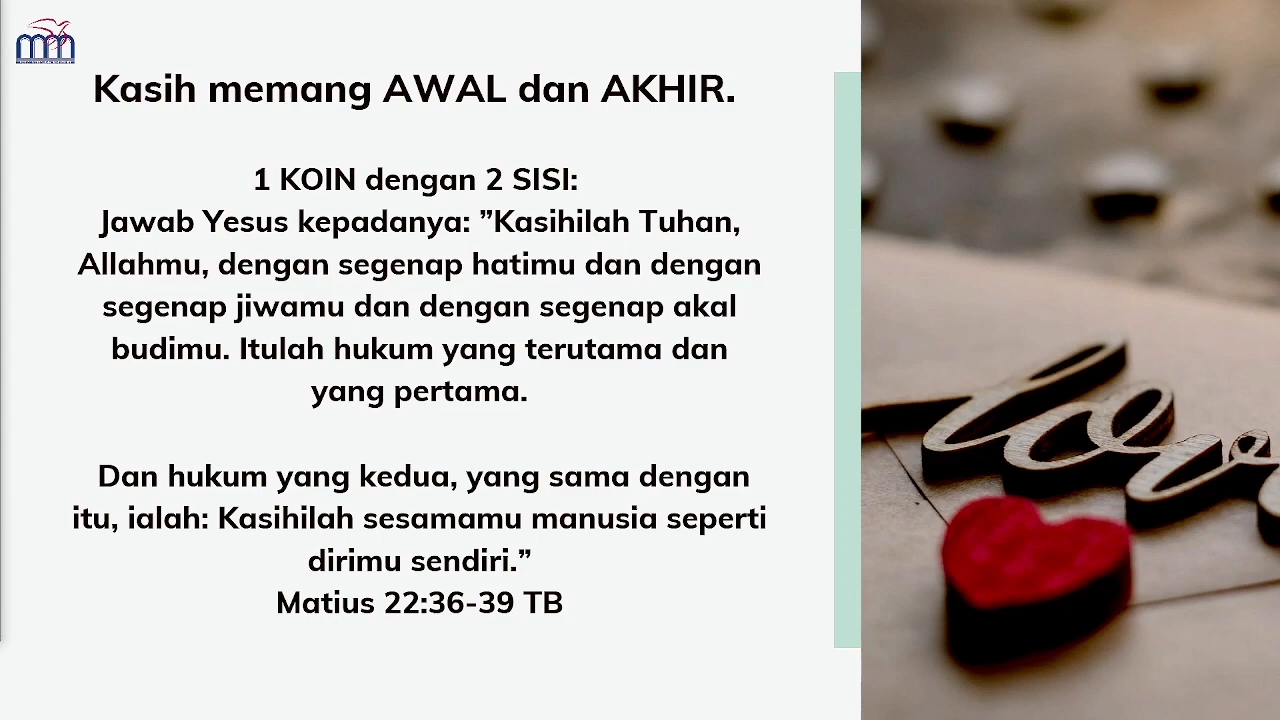 Kasih memang AWAL dan AKHIR.
1 KOIN dengan 2 SISI:
Jawab Yesus kepadanya: ”Kasihilah Tuhan,
Allahmu, dengan segenap hatimu dan dengan
segenap jiwamu dan dengan segenap akal
budimu. Itulah hukum yang terutama dan
yang pertama.
Dan hukum yang kedua, yang sama dengan
itu, ialah: Kasihilah sesamamu manusia seperti
dirimu sendiri.”
Matius 22:36-39 TB
lov